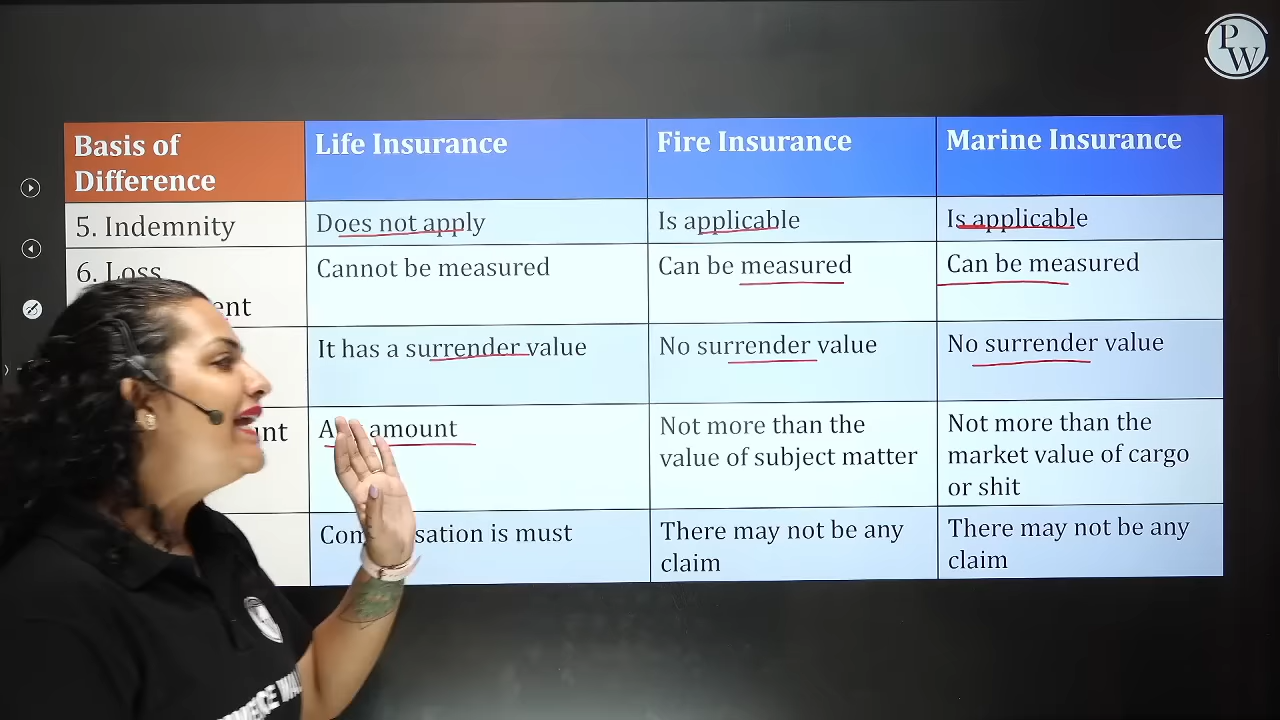 P
W
Basis of
Difference
Life Insurance
Fire Insurance
Marine Insurance
5. Indemnity
Does not apply
Is applicable
Is applicable
6. Loss
Cannot be measured
Can be measured
Can be measured
It has a surrender value
No surrender value
No surrender value
amount
Not more than the
value of subject matter
Not more than the
market value of cargo
or shit
is must
There may not be any
claim
There may not be any
claim